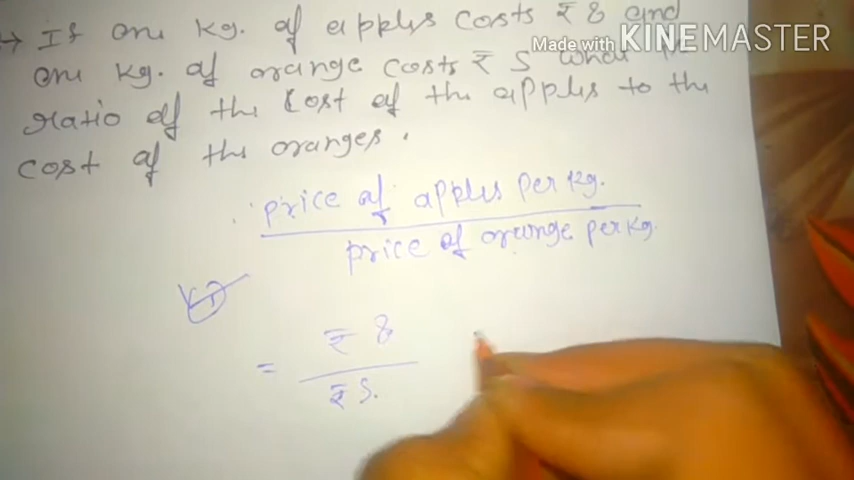 → If one kg. of apples costs ₹ 8 and
Made with KINEMASTER
one kg. of orange costs ₹ 5 what is
ratio of the cost of the apples to the
cost of the oranges.
price of apples per kg.
price of orange per kg.
= ₹ 8
₹ 5.